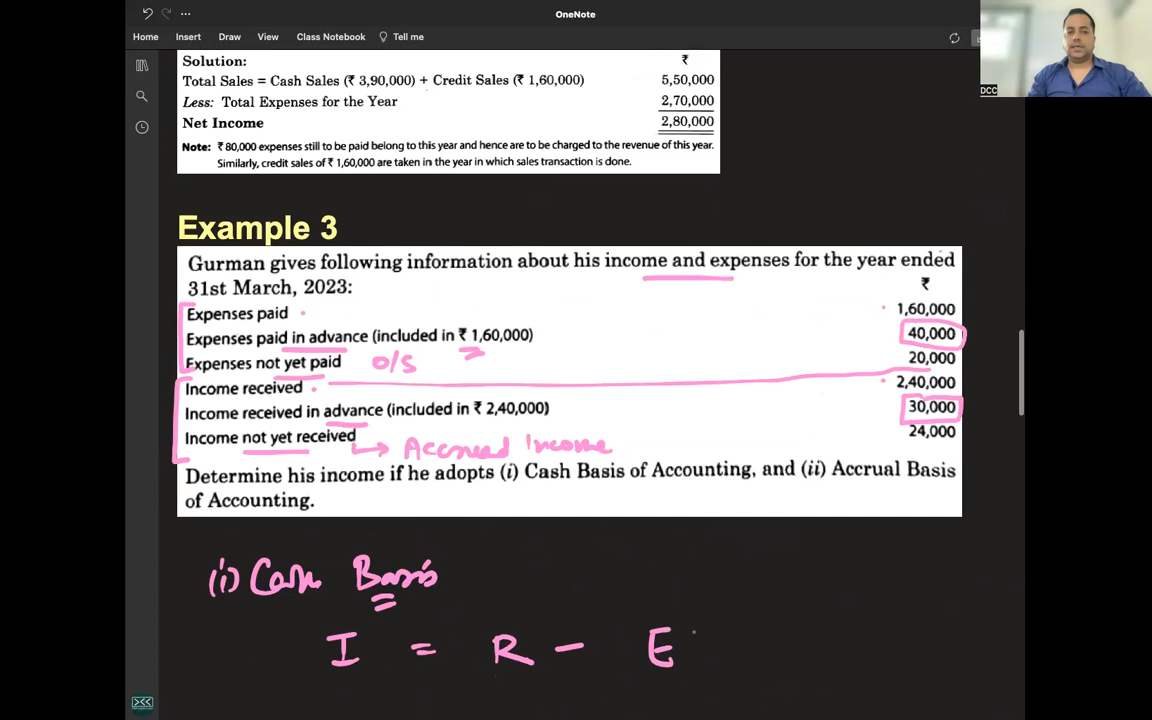 OneNote
Home Insert Draw View Class Notebook Tell me
DCC
Solution: ₹
Total Sales = Cash Sales (₹ 3,90,000) + Credit Sales (₹ 1,60,000) 5,50,000
Less: Total Expenses for the Year 2,70,000
Net Income 2,80,000
Note: ₹ 80,000 expenses still to be paid belong to this year and hence are to be charged to the revenue of this year.
Similarly, credit sales of ₹ 1,60,000 are taken in the year in which sales transaction is done.
Example 3
Gurman gives following information about his income and expenses for the year ended
31st March, 2023: ₹
Expenses paid 1,60,000
Expenses paid in advance (included in ₹ 1,60,000) 40,000
Expenses not yet paid O/S 20,000
Income received 2,40,000
Income received in advance (included in ₹ 2,40,000) 30,000
Income not yet received 24,000
Accrued Income
Determine his income if he adopts (i) Cash Basis of Accounting, and (ii) Accrual Basis
of Accounting.
(i) Cash Basis
I = R - E